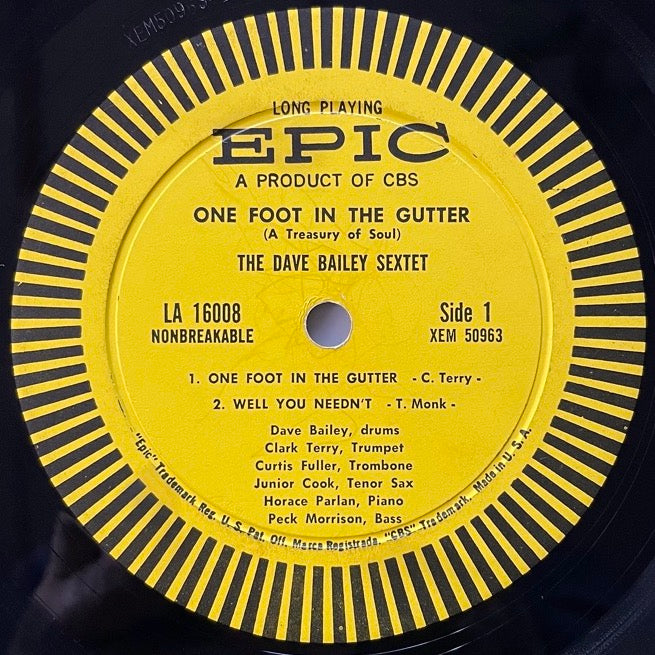 LONG PLAYING
EPIC
A PRODUCT OF CBS
ONE FOOT IN THE GUTTER
(A Treasury of Soul)
THE DAVE BAILEY SEXTET
LA 16008
NONBREAKABLE
Side 1
XEM 50963
1. ONE FOOT IN THE GUTTER - C. Terry -
2. WELL YOU NEEDN'T - T. Monk -
Dave Bailey, drums
Clark Terry, Trumpet
Curtis Fuller, Trombone
Junior Cook, Tenor Sax
Horace Parlan, Piano
Peck Morrison, Bass
"Epic" Trademark Reg. U. S. Pat. Off. Marca Registrada. "CBS" Trademark. Made in U. S. A.